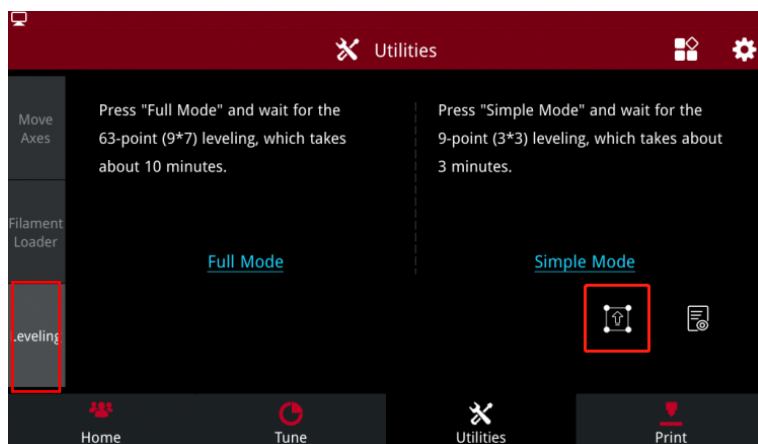 Utilities
Move
Axes
Press "Full Mode" and wait for the
63-point (9*7) leveling, which takes
about 10 minutes.
Press "Simple Mode" and wait for the
9-point (3*3) leveling, which takes about
3 minutes.
Filament
Loader
Full Mode
Simple Mode
Leveling
Home
Tune
Utilities
Print